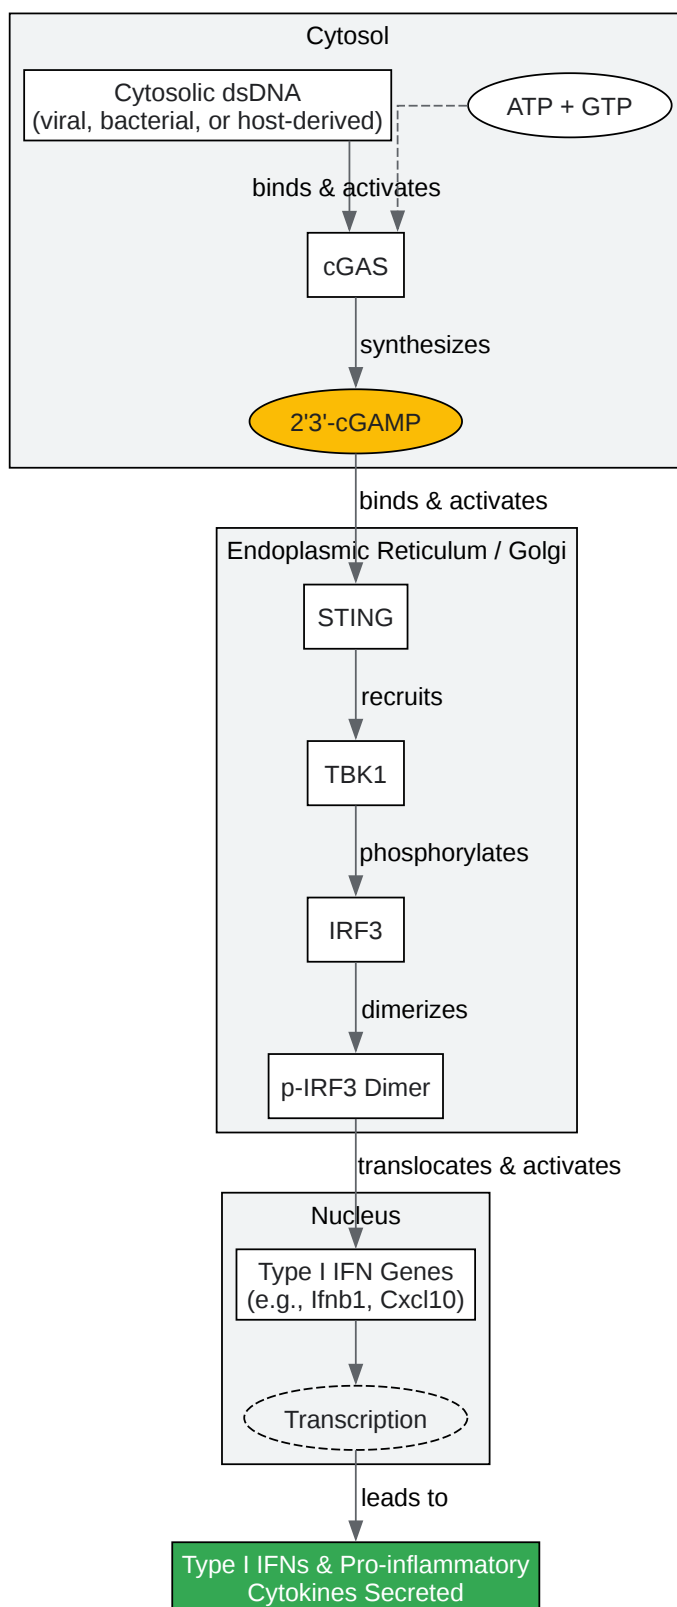 Cytosol
Cytosolic dsDNA
(viral, bacterial, or host-derived)
ATP + GTP
binds & activates
cGAS
synthesizes
2'3'-cGAMP
binds & activates
Endoplasmic Reticulum / Golgi
STING
recruits
TBK1
phosphorylates
IRF3
dimerizes
p-IRF3 Dimer
translocates & activates
Nucleus
Type I IFN Genes
(e.g., Ifnb1, Cxcl10)
Transcription
leads to
Type I IFNs & Pro-inflammatory
Cytokines Secreted